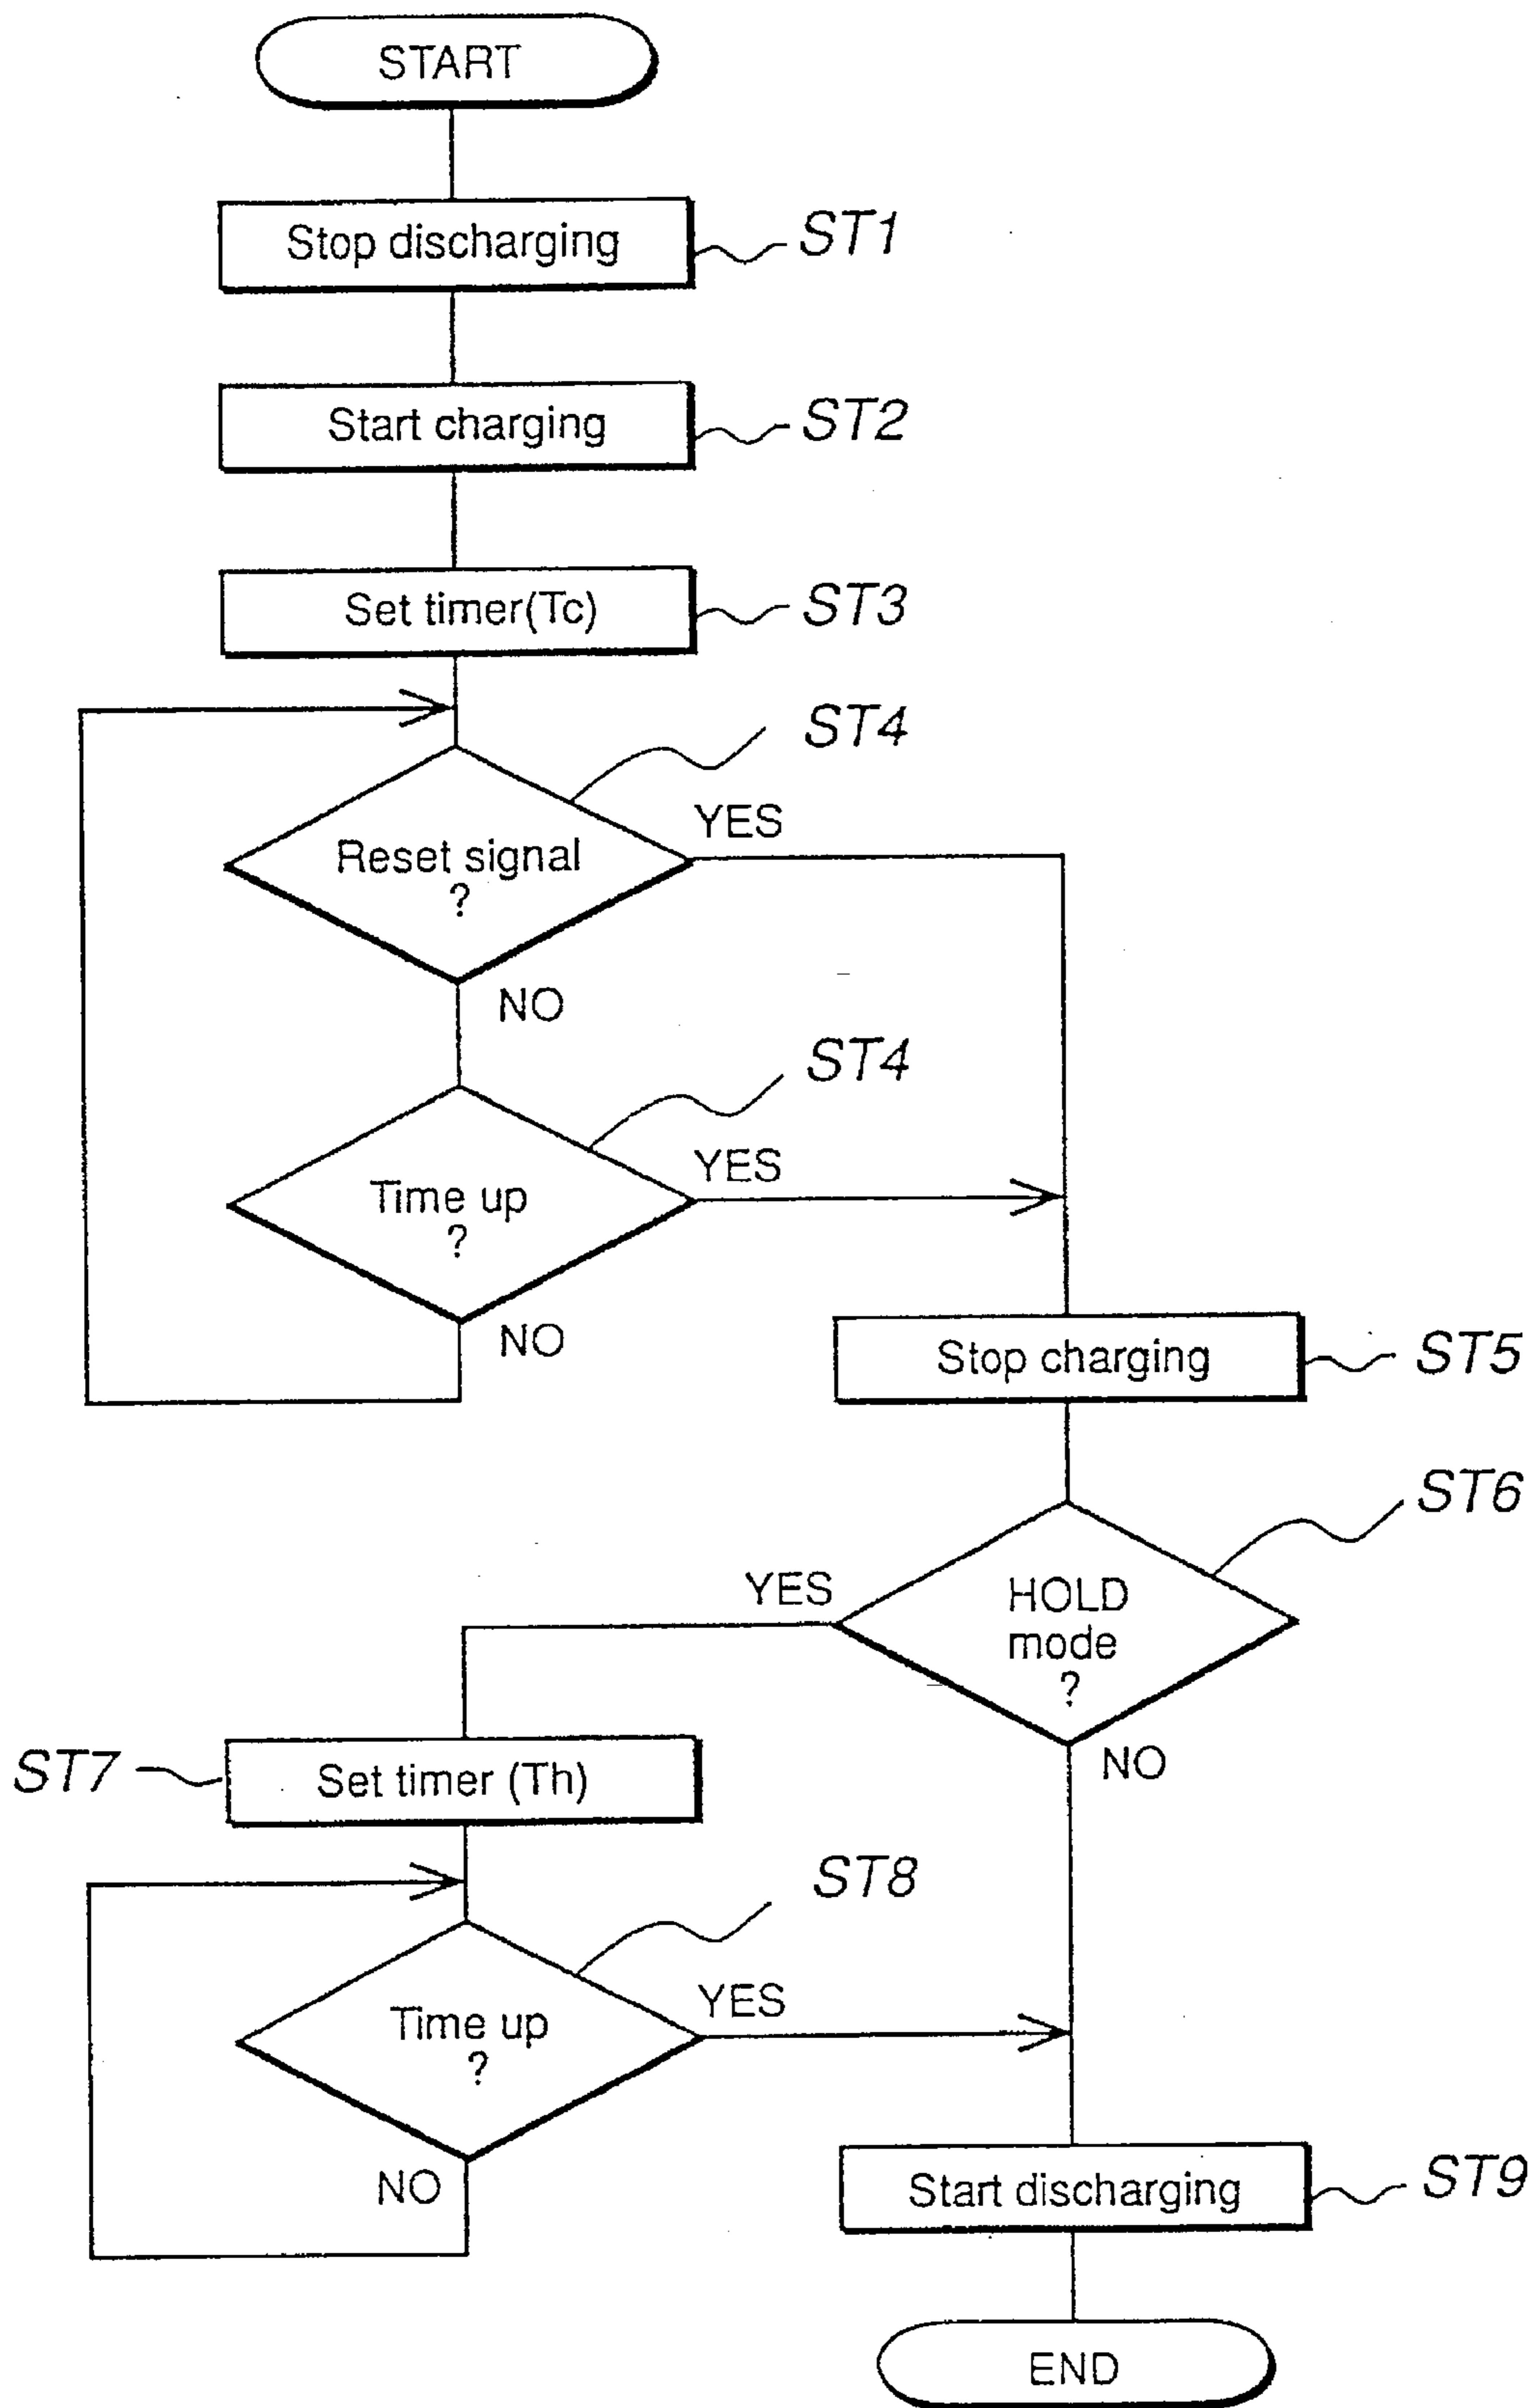 START
Stop discharging
ST1
Start charging
ST2
Set timer(Tc)
ST3
ST4
Reset signal
?
YES
NO
ST4
Time up
?
YES
NO
Stop charging
ST5
ST6
HOLD
mode
?
YES
NO
ST7
Set timer (Th)
ST8
Time up
?
YES
NO
Start discharging
ST9
END